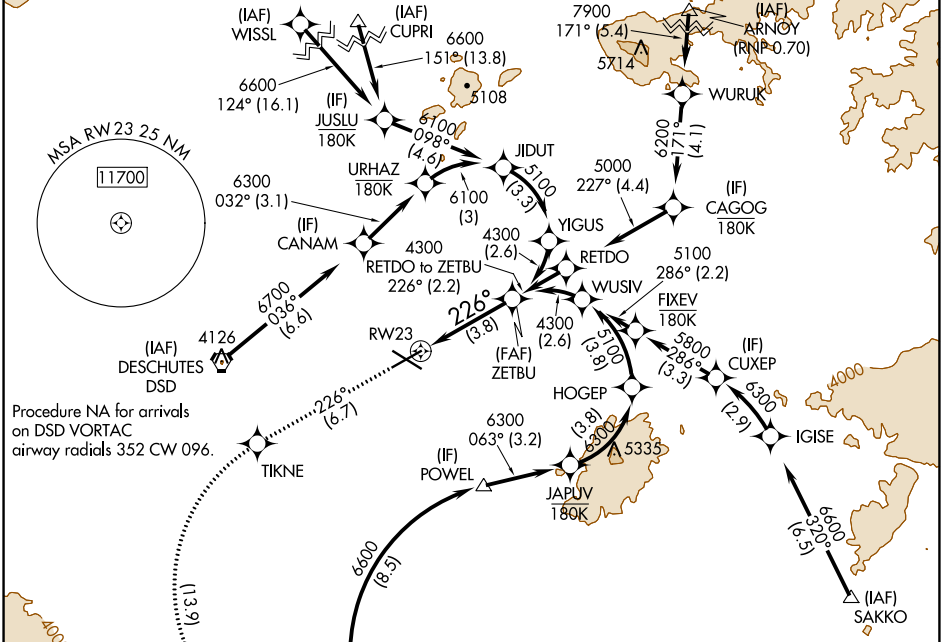 (IAF)
WISSL
(IAF)
CUPRI
6600
151° (13.8)
6600
124° (16.1)
5108
7900
171° (5.4)
(IAF)
ARNOY
(RNP 0.70)
5714
WURUK
6200
171°
(4.1)
(IF)
JUSLU
180K
6100
098°
(4.6)
JIDUT
MSA RW23 25 NM
11700
URHAZ
180K
6100
(3)
5100
(3.3)
5000
227° (4.4)
(IF)
CAGOG
180K
6300
032° (3.1)
(IF)
CANAM
YIGUS
4300
(2.6)
RETDO
4300
RETDO to ZETBU
226° (2.2)
5100
286° (2.2)
WUSIV
FIXEV
180K
6700
036°
(6.6)
226°
(3.8)
4300
(2.6)
5100
(3.8)
5800
286°
(3.3)
(IF)
CUXEP
4126
(IAF)
DESCHUTES
DSD
RW23
(FAF)
ZETBU
HOGEP
6300
(2.9)
IGISE
4000
Procedure NA for arrivals
on DSD VORTAC
airway radials 352 CW 096.
226°
(6.7)
TIKNE
6300
063° (3.2)
(IF)
POWEL
6300
(3.8)
5335
JAPUV
180K
6600
320°
(6.5)
(IAF)
SAKKO
6600
(8.5)
(13.9)